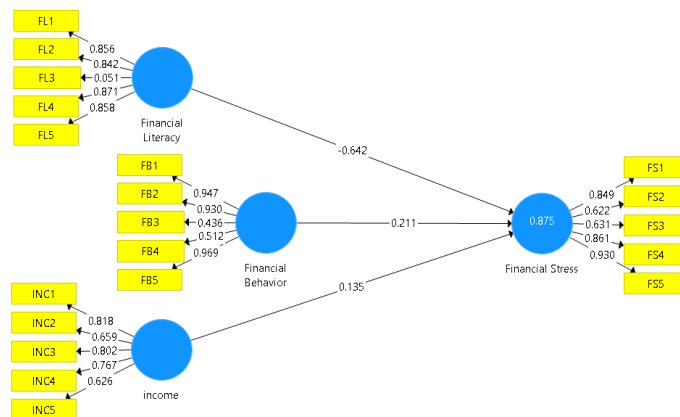 FL1
FL2
FL3
FL4
FL5
0.856
0.842
0.051
0.871
0.858
Financial
Literacy
-0.642
FB1
FB2
FB3
FB4
FB5
0.947
0.930
0.436
0.512
0.969
Financial
Behavior
0.211
0.875
Financial Stress
0.849
0.622
0.631
0.861
0.930
FS1
FS2
FS3
FS4
FS5
INC1
INC2
INC3
INC4
INC5
0.818
0.659
0.802
0.767
0.626
income
0.135